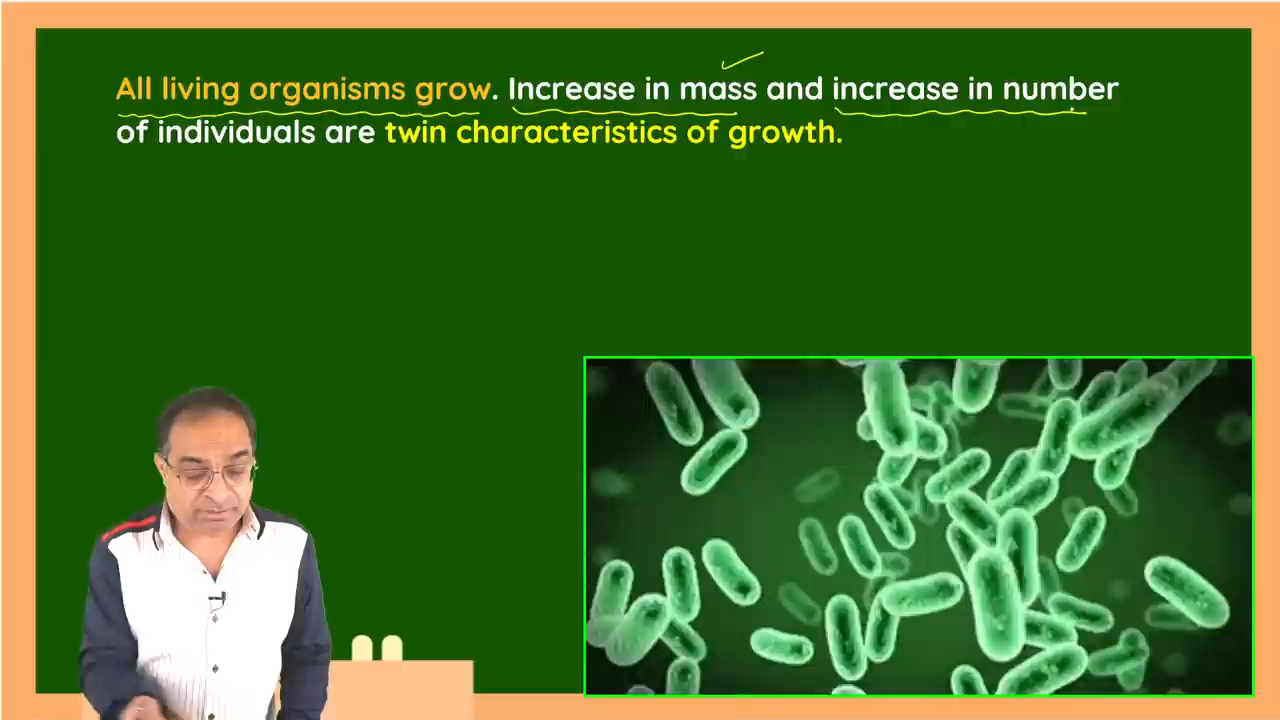 All living organisms grow. Increase in mass and increase in number
of individuals are twin characteristics of growth.